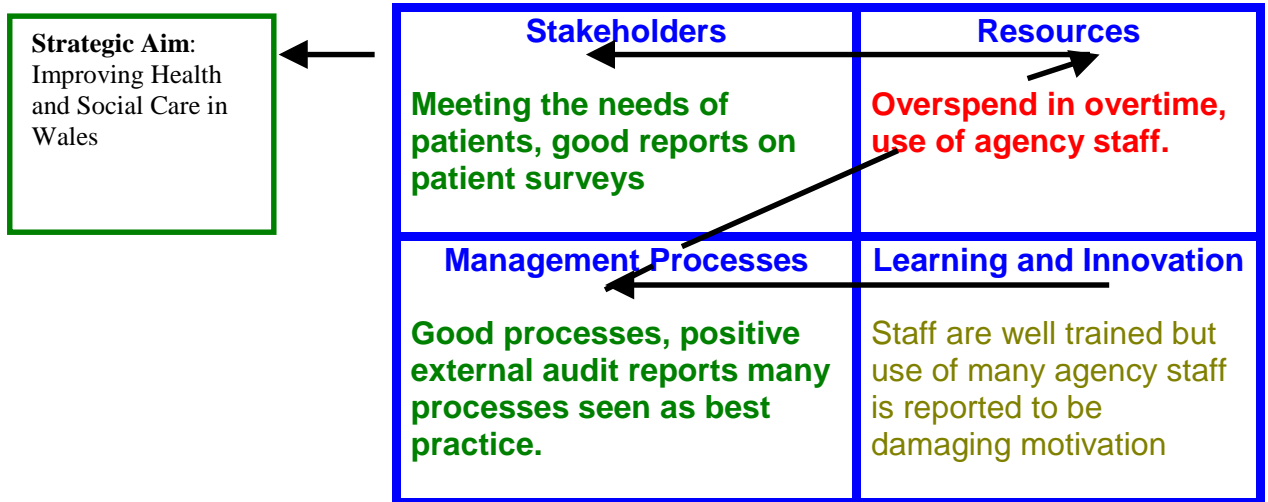 Strategic Aim:
Improving Health
and Social Care in
Wales
Stakeholders
Meeting the needs of
patients, good reports on
patient surveys
Resources
Overspend in overtime,
use of agency staff.
Management Processes
Good processes, positive
external audit reports many
processes seen as best
practice.
Learning and Innovation
Staff are well trained but
use of many agency staff
is reported to be
damaging motivation